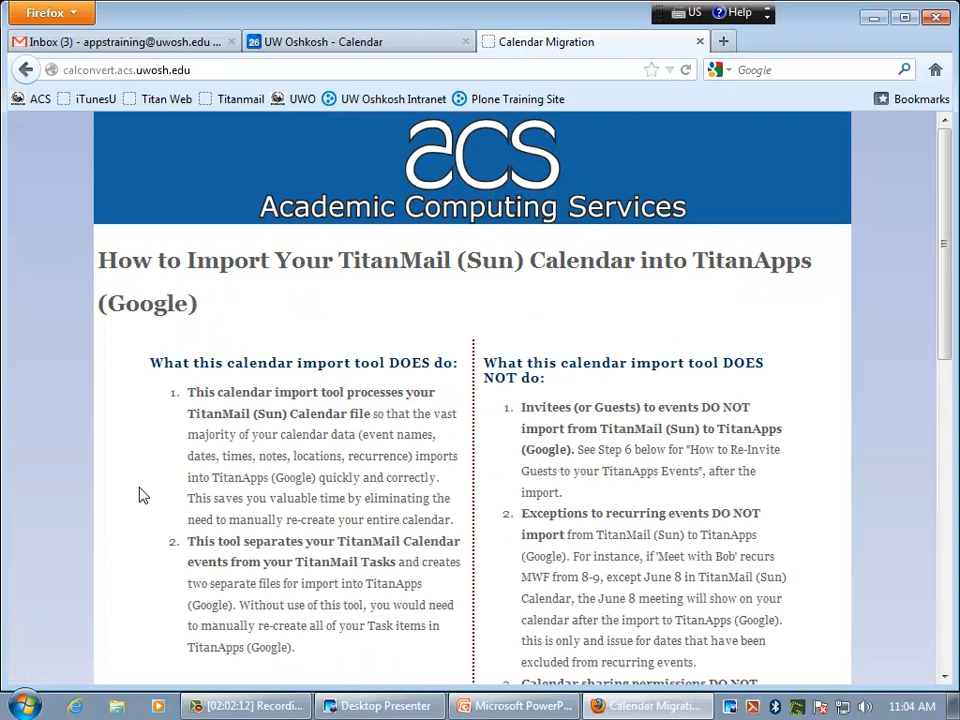 Firefox
US Help
Inbox (3) - appstraining@uwosh.edu ...
26 UW Oshkosh - Calendar
Calendar Migration
calconvert.acs.uwosh.edu
Google
ACS iTunesU Titan Web Titanmail UWO UW Oshkosh Intranet Plone Training Site Bookmarks
acs
Academic Computing Services
How to Import Your TitanMail (Sun) Calendar into TitanApps
(Google)
What this calendar import tool DOES do:
1. This calendar import tool processes your
TitanMail (Sun) Calendar file so that the vast
majority of your calendar data (event names,
dates, times, notes, locations, recurrence) imports
into TitanApps (Google) quickly and correctly.
This saves you valuable time by eliminating the
need to manually re-create your entire calendar.
2. This tool separates your TitanMail Calendar
events from your TitanMail Tasks and creates
two separate files for import into TitanApps
(Google). Without use of this tool, you would need
to manually re-create all of your Task items in
TitanApps (Google).
What this calendar import tool DOES
NOT do:
1. Invitees (or Guests) to events DO NOT
import from TitanMail (Sun) to TitanApps
(Google). See Step 6 below for "How to Re-Invite
Guests to your TitanApps Events", after the
import.
2. Exceptions to recurring events DO NOT
import from TitanMail (Sun) to TitanApps
(Google). For instance, if 'Meet with Bob' recurs
MWF from 8-9, except June 8 in TitanMail (Sun)
Calendar, the June 8 meeting will show on your
calendar after the import to TitanApps (Google).
this is only and issue for dates that have been
excluded from recurring events.
Calendar sharing permissions DO NOT
[02:02:12] Recordi...
Desktop Presenter
Microsoft PowerP...
Calendar Migrati...
11:04 AM